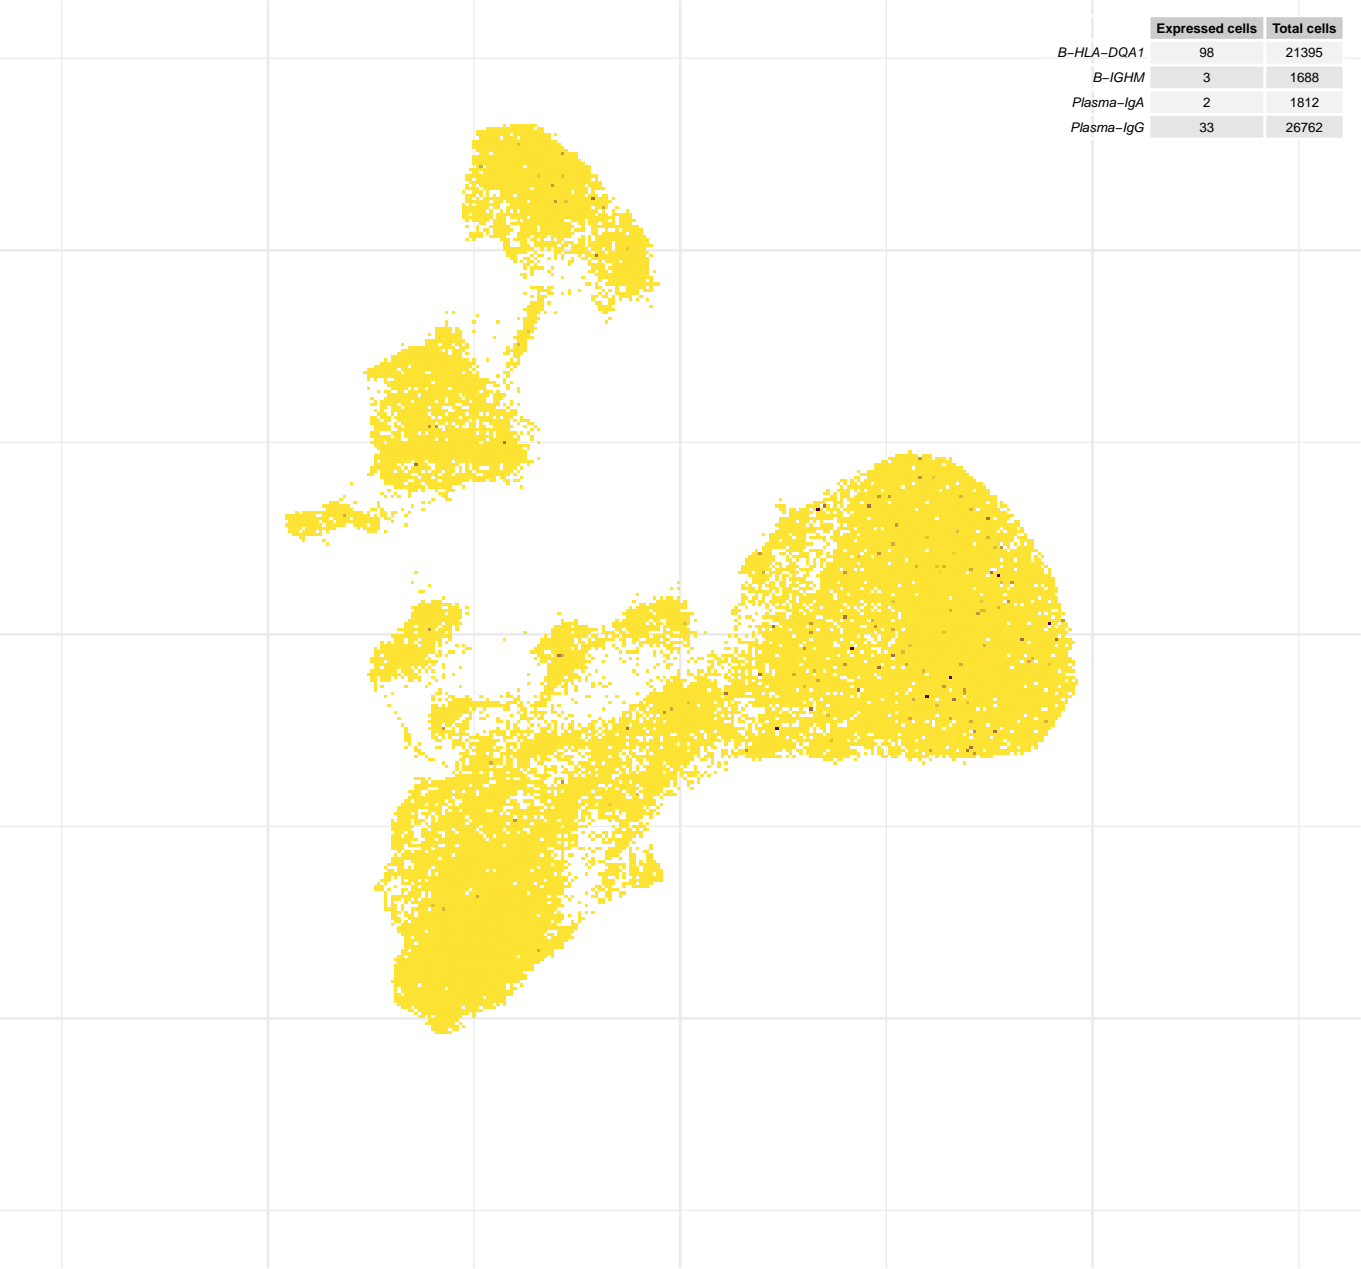 Expressed cells Total cells
B−HLA−DQA1 98 21395
B−IGHM 3 1688
Plasma−IgA 2 1812
Plasma−IgG 33 26762